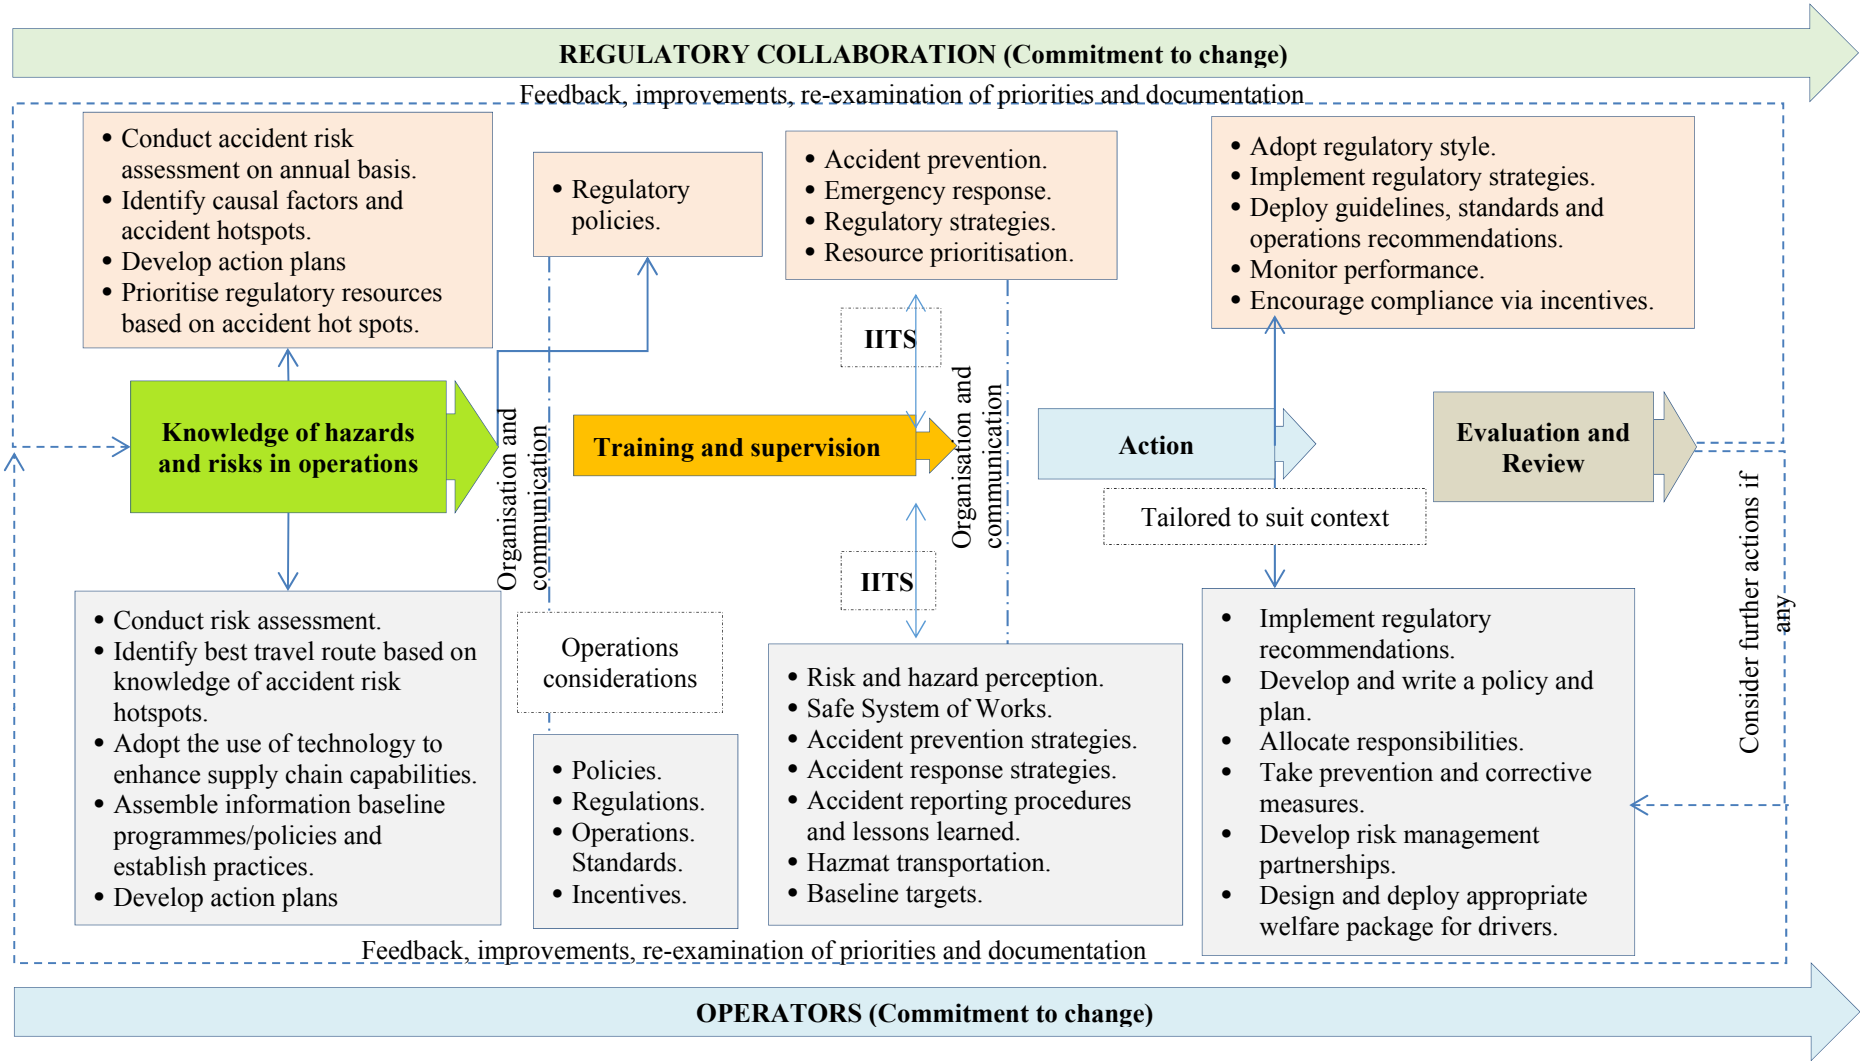 REGULATORY COLLABORATION (Commitment to change)
Feedback, improvements, re-examination of priorities and documentation
• Conduct accident risk
assessment on annual basis.
• Identify causal factors and
accident hotspots.
• Develop action plans
• Prioritise regulatory resources
based on accident hot spots.
• Regulatory
policies.
• Accident prevention.
• Emergency response.
• Regulatory strategies.
• Resource prioritisation.
• Adopt regulatory style.
• Implement regulatory strategies.
• Deploy guidelines, standards and
operations recommendations.
• Monitor performance.
• Encourage compliance via incentives.
IITS
Knowledge of hazards
and risks in operations
Organisation and
communication
Training and supervision
Organisation and
communication
Action
Evaluation and
Review
Tailored to suit context
Consider further actions if
any
IITS
Operations
considerations
• Conduct risk assessment.
• Identify best travel route based on
knowledge of accident risk
hotspots.
• Adopt the use of technology to
enhance supply chain capabilities.
• Assemble information baseline
programmes/policies and
establish practices.
• Develop action plans
• Policies.
• Regulations.
• Operations.
Standards.
• Incentives.
• Risk and hazard perception.
• Safe System of Works.
• Accident prevention strategies.
• Accident response strategies.
• Accident reporting procedures
and lessons learned.
• Hazmat transportation.
• Baseline targets.
• Implement regulatory
recommendations.
• Develop and write a policy and
plan.
• Allocate responsibilities.
• Take prevention and corrective
measures.
• Develop risk management
partnerships.
• Design and deploy appropriate
welfare package for drivers.
Feedback, improvements, re-examination of priorities and documentation
OPERATORS (Commitment to change)